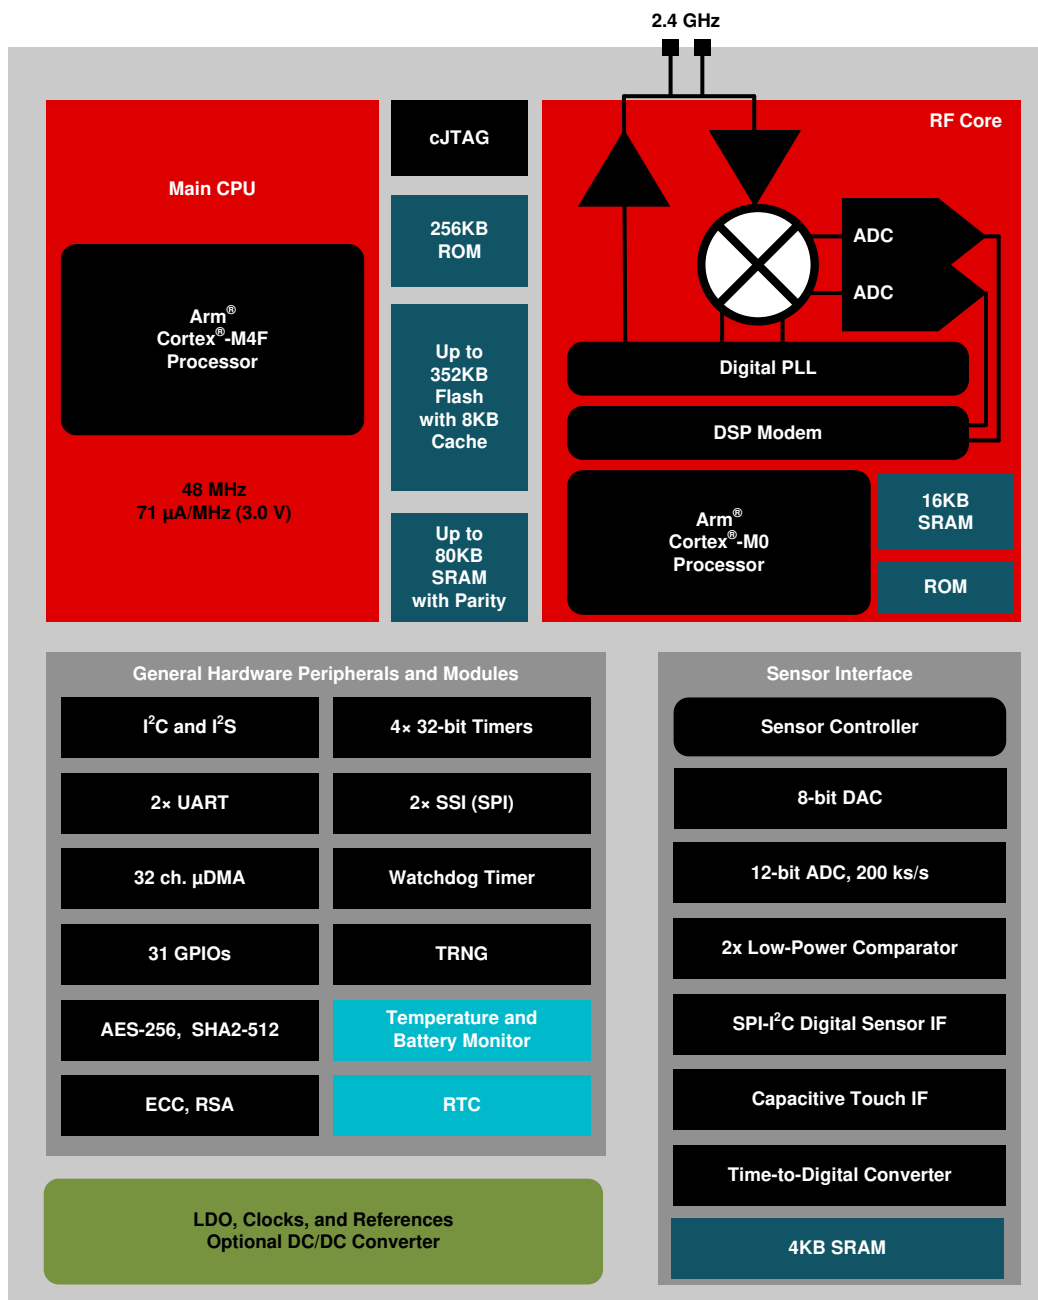 2.4 GHz
Main CPU
Arm®
Cortex®-M4F
Processor
48 MHz
71 µA/MHz (3.0 V)
cJTAG
256KB
ROM
Up to
352KB
Flash
with 8KB
Cache
Up to
80KB
SRAM
with Parity
RF Core
ADC
ADC
Digital PLL
DSP Modem
Arm®
Cortex®-M0
Processor
16KB
SRAM
ROM
General Hardware Peripherals and Modules
I²C and I²S
4× 32-bit Timers
2× UART
2× SSI (SPI)
32 ch. µDMA
Watchdog Timer
31 GPIOs
TRNG
AES-256, SHA2-512
Temperature and
Battery Monitor
ECC, RSA
RTC
LDO, Clocks, and References
Optional DC/DC Converter
Sensor Interface
Sensor Controller
8-bit DAC
12-bit ADC, 200 ks/s
2x Low-Power Comparator
SPI-I²C Digital Sensor IF
Capacitive Touch IF
Time-to-Digital Converter
4KB SRAM